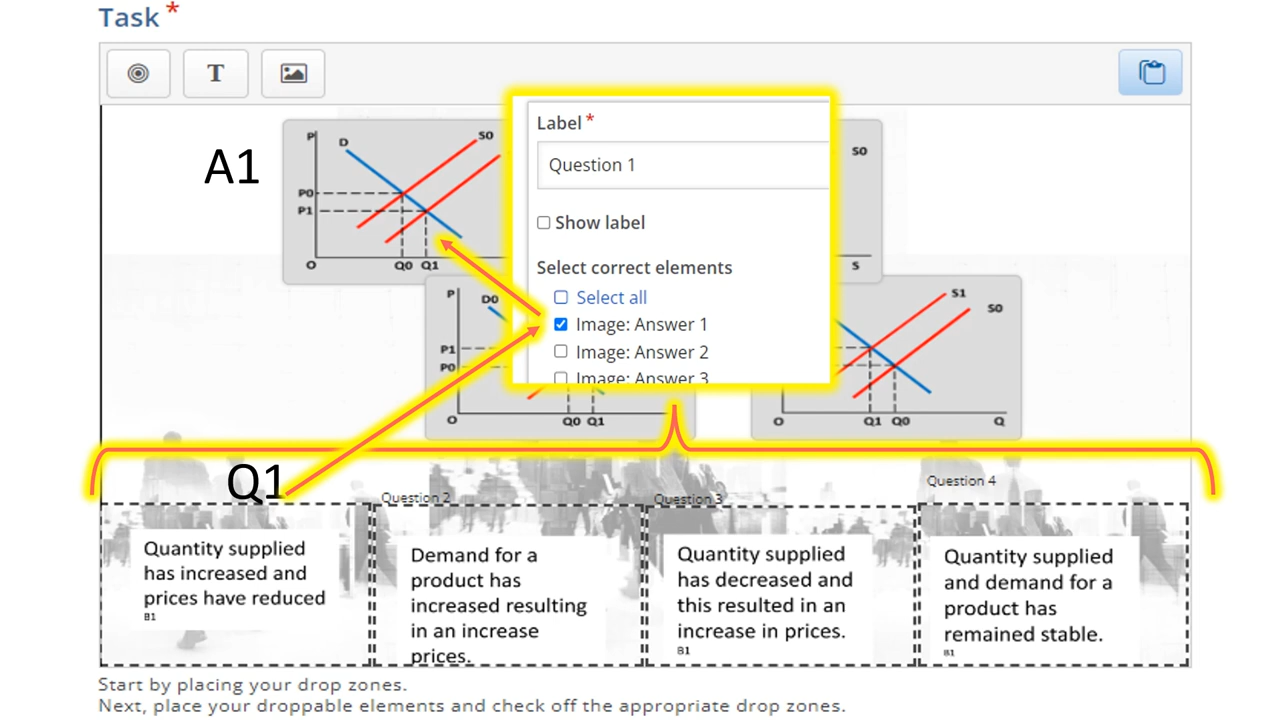 Task *
T
A1
P
D
S0
P0
P1
O
Q0 Q1
S0
S
Label *
Question 1
Show label
Select correct elements
Select all
Image: Answer 1
Image: Answer 2
Image: Answer 3
P
D0
P1
P0
O
Q0 Q1
S1
S0
O
Q1 Q0
Q
Q1
Question 2
Question 3
Question 4
Quantity supplied
has increased and
prices have reduced
B1
Demand for a
product has
increased resulting
in an increase
prices.
Quantity supplied
has decreased and
this resulted in an
increase in prices.
B1
Quantity supplied
and demand for a
product has
remained stable.
B1
Start by placing your drop zones.
Next, place your droppable elements and check off the appropriate drop zones.